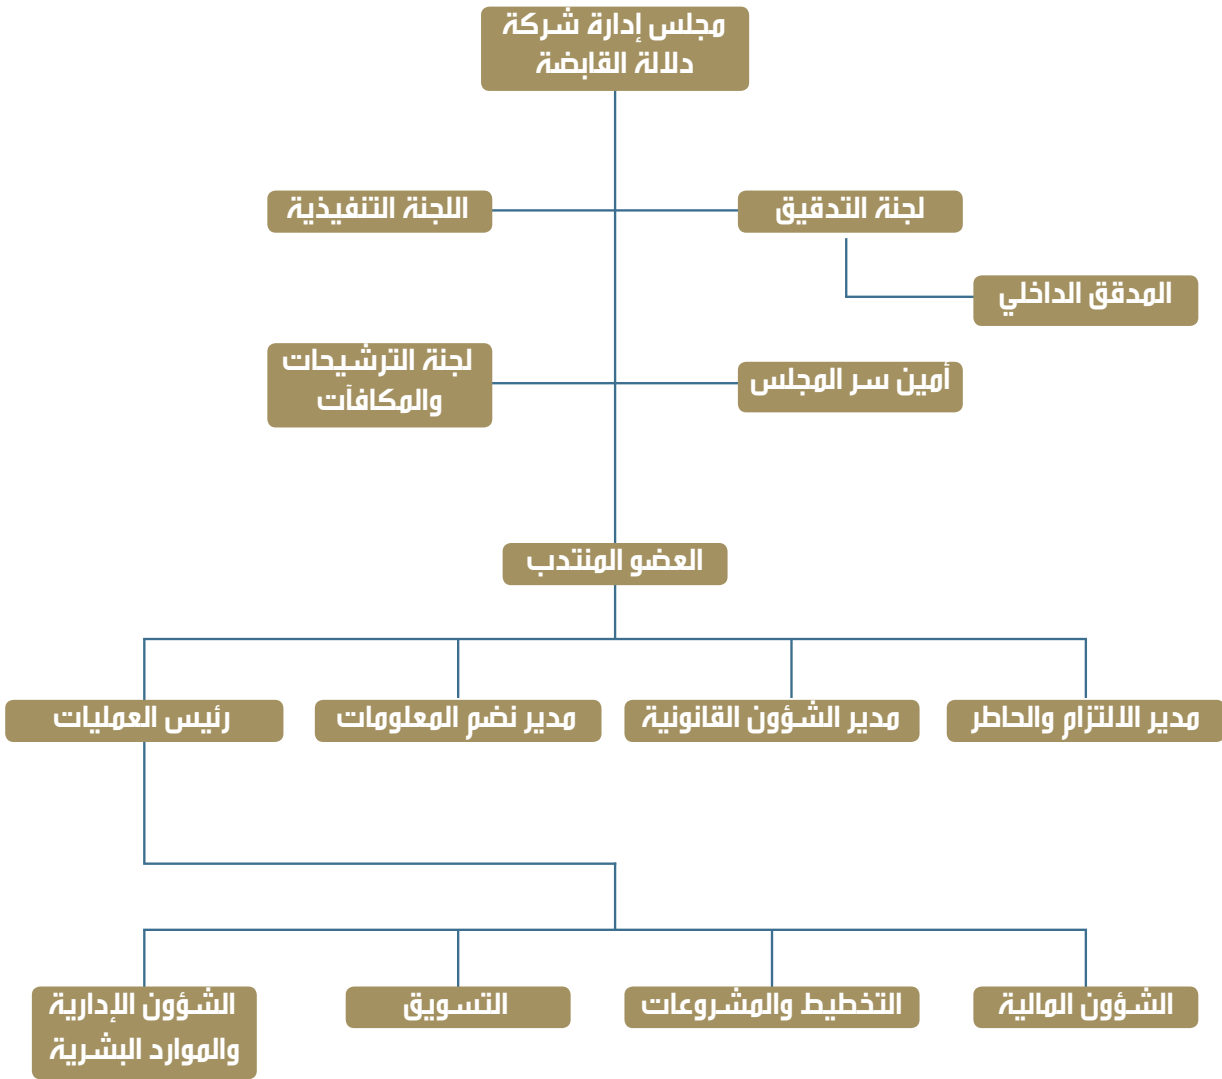 مجلس إدارة شركة
دلالة القابضة
لجنة التدقيق
اللجنة التنفيذية
المدقق الداخلي
أمين سر المجلس
لجنة الترشيحات
والمكافآت
العضو المنتدب
مدير الالتزام والحاطر
مدير الشؤون القانونية
مدير نضم المعلومات
رئيس العمليات
الشؤون المالية
التخطيط والمشروعات
التسويق
الشؤون الإدارية
والموارد البشرية